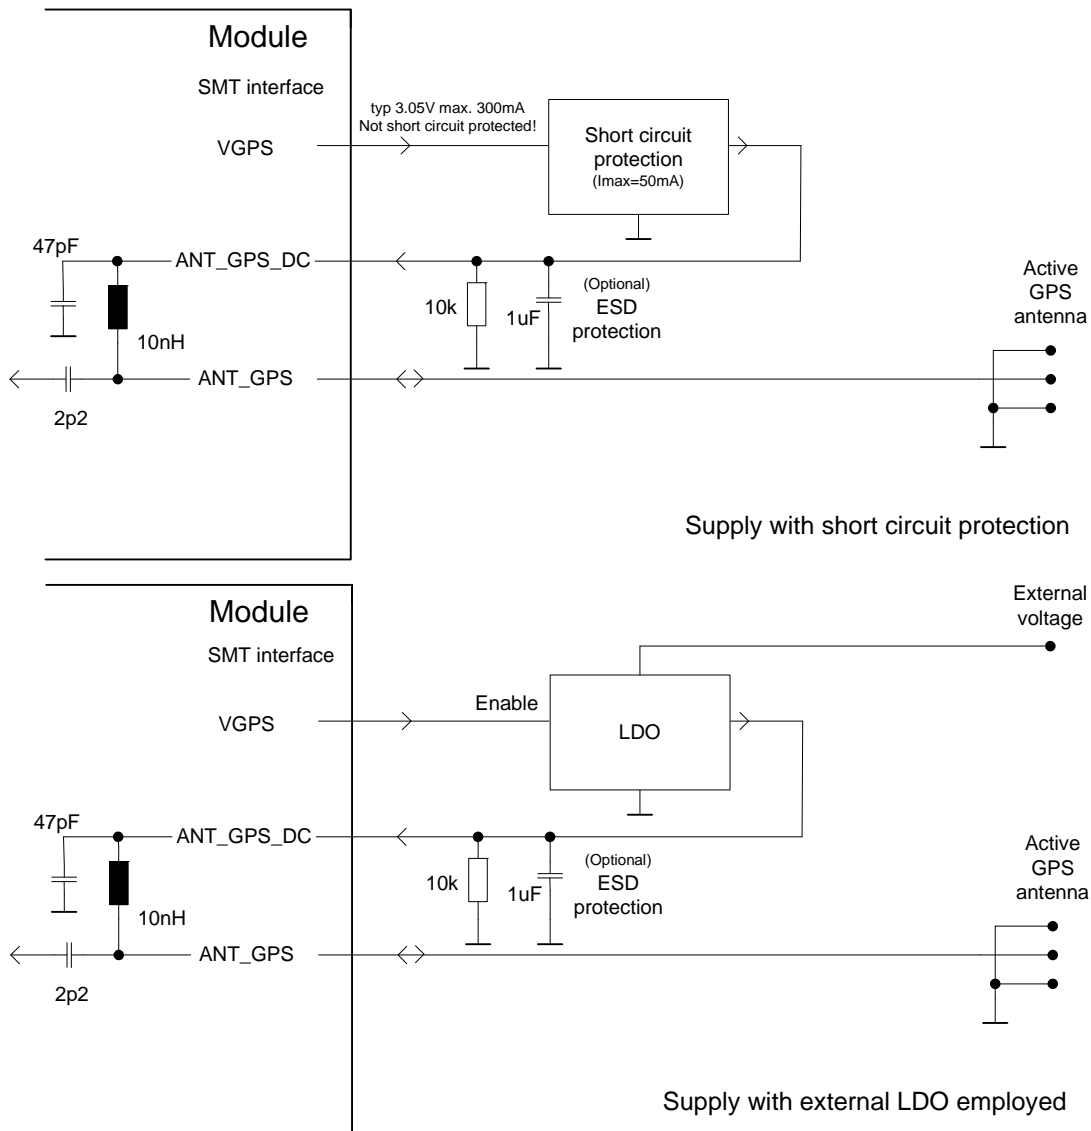 Module
SMT interface
typ 3.05V max. 300mA
Not short circuit protected!
VGPS
Short circuit
protection
(Imax=50mA)
47pF
ANT_GPS_DC
10nH
10k
1uF
(Optional)
ESD
protection
Active
GPS
antenna
ANT_GPS
2p2
Supply with short circuit protection
Module
SMT interface
External
voltage
VGPS
Enable
LDO
47pF
ANT_GPS_DC
10nH
10k
1uF
(Optional)
ESD
protection
Active
GPS
antenna
ANT_GPS
2p2
Supply with external LDO employed